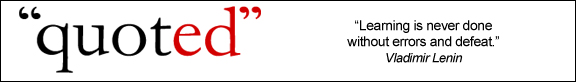 “quoted”
“Learning is never done
without errors and defeat.”
Vladimir Lenin